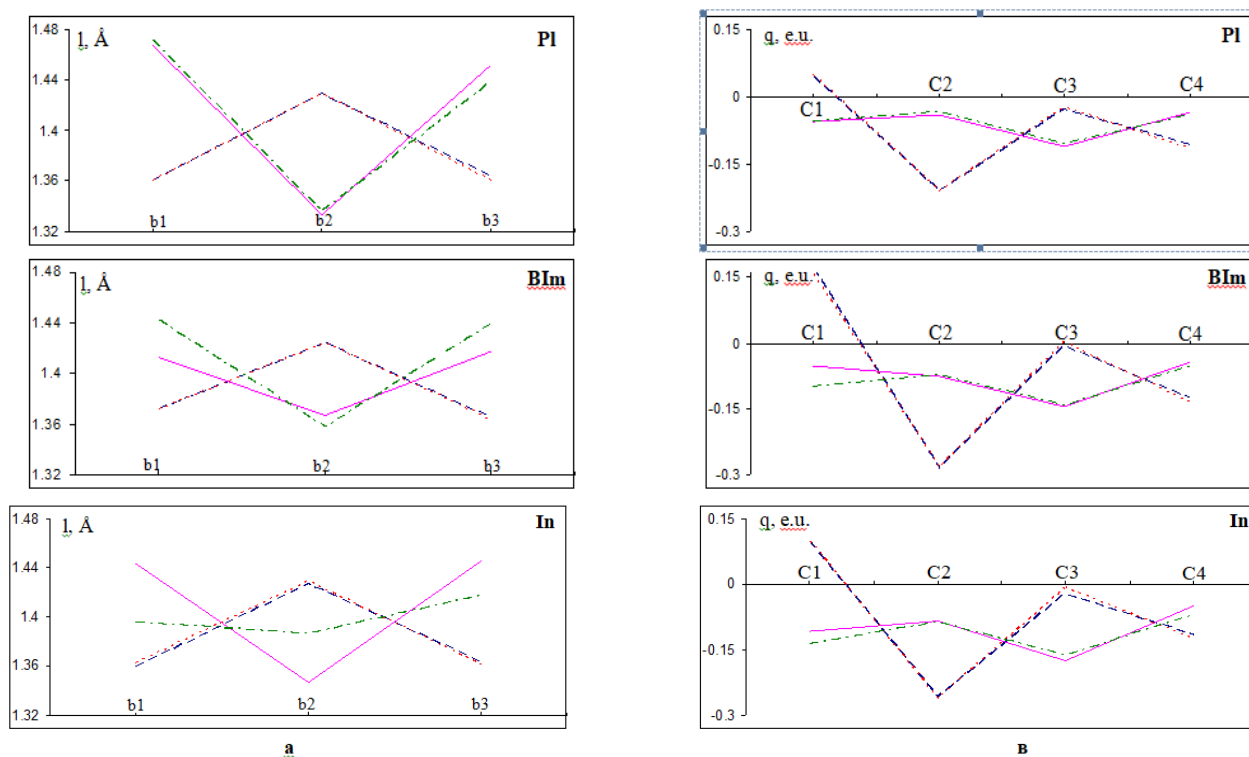 1.48
l, Å
Pl
1.44
1.4
1.36
1.32
b1
b2
b3
1.48
l, Å
BIm
1.44
1.4
1.36
1.32
b1
b2
b3
1.48
l, Å
In
1.44
1.4
1.36
1.32
b1
b2
b3
а
0.15
q, e.u.
Pl
0
C1
C2
C3
C4
-0.15
-0.3
0.15
q, e.u.
BIm
0
C1
C2
C3
C4
-0.15
-0.3
0.15
q, e.u.
In
0
C1
C2
C3
C4
-0.15
-0.3
в